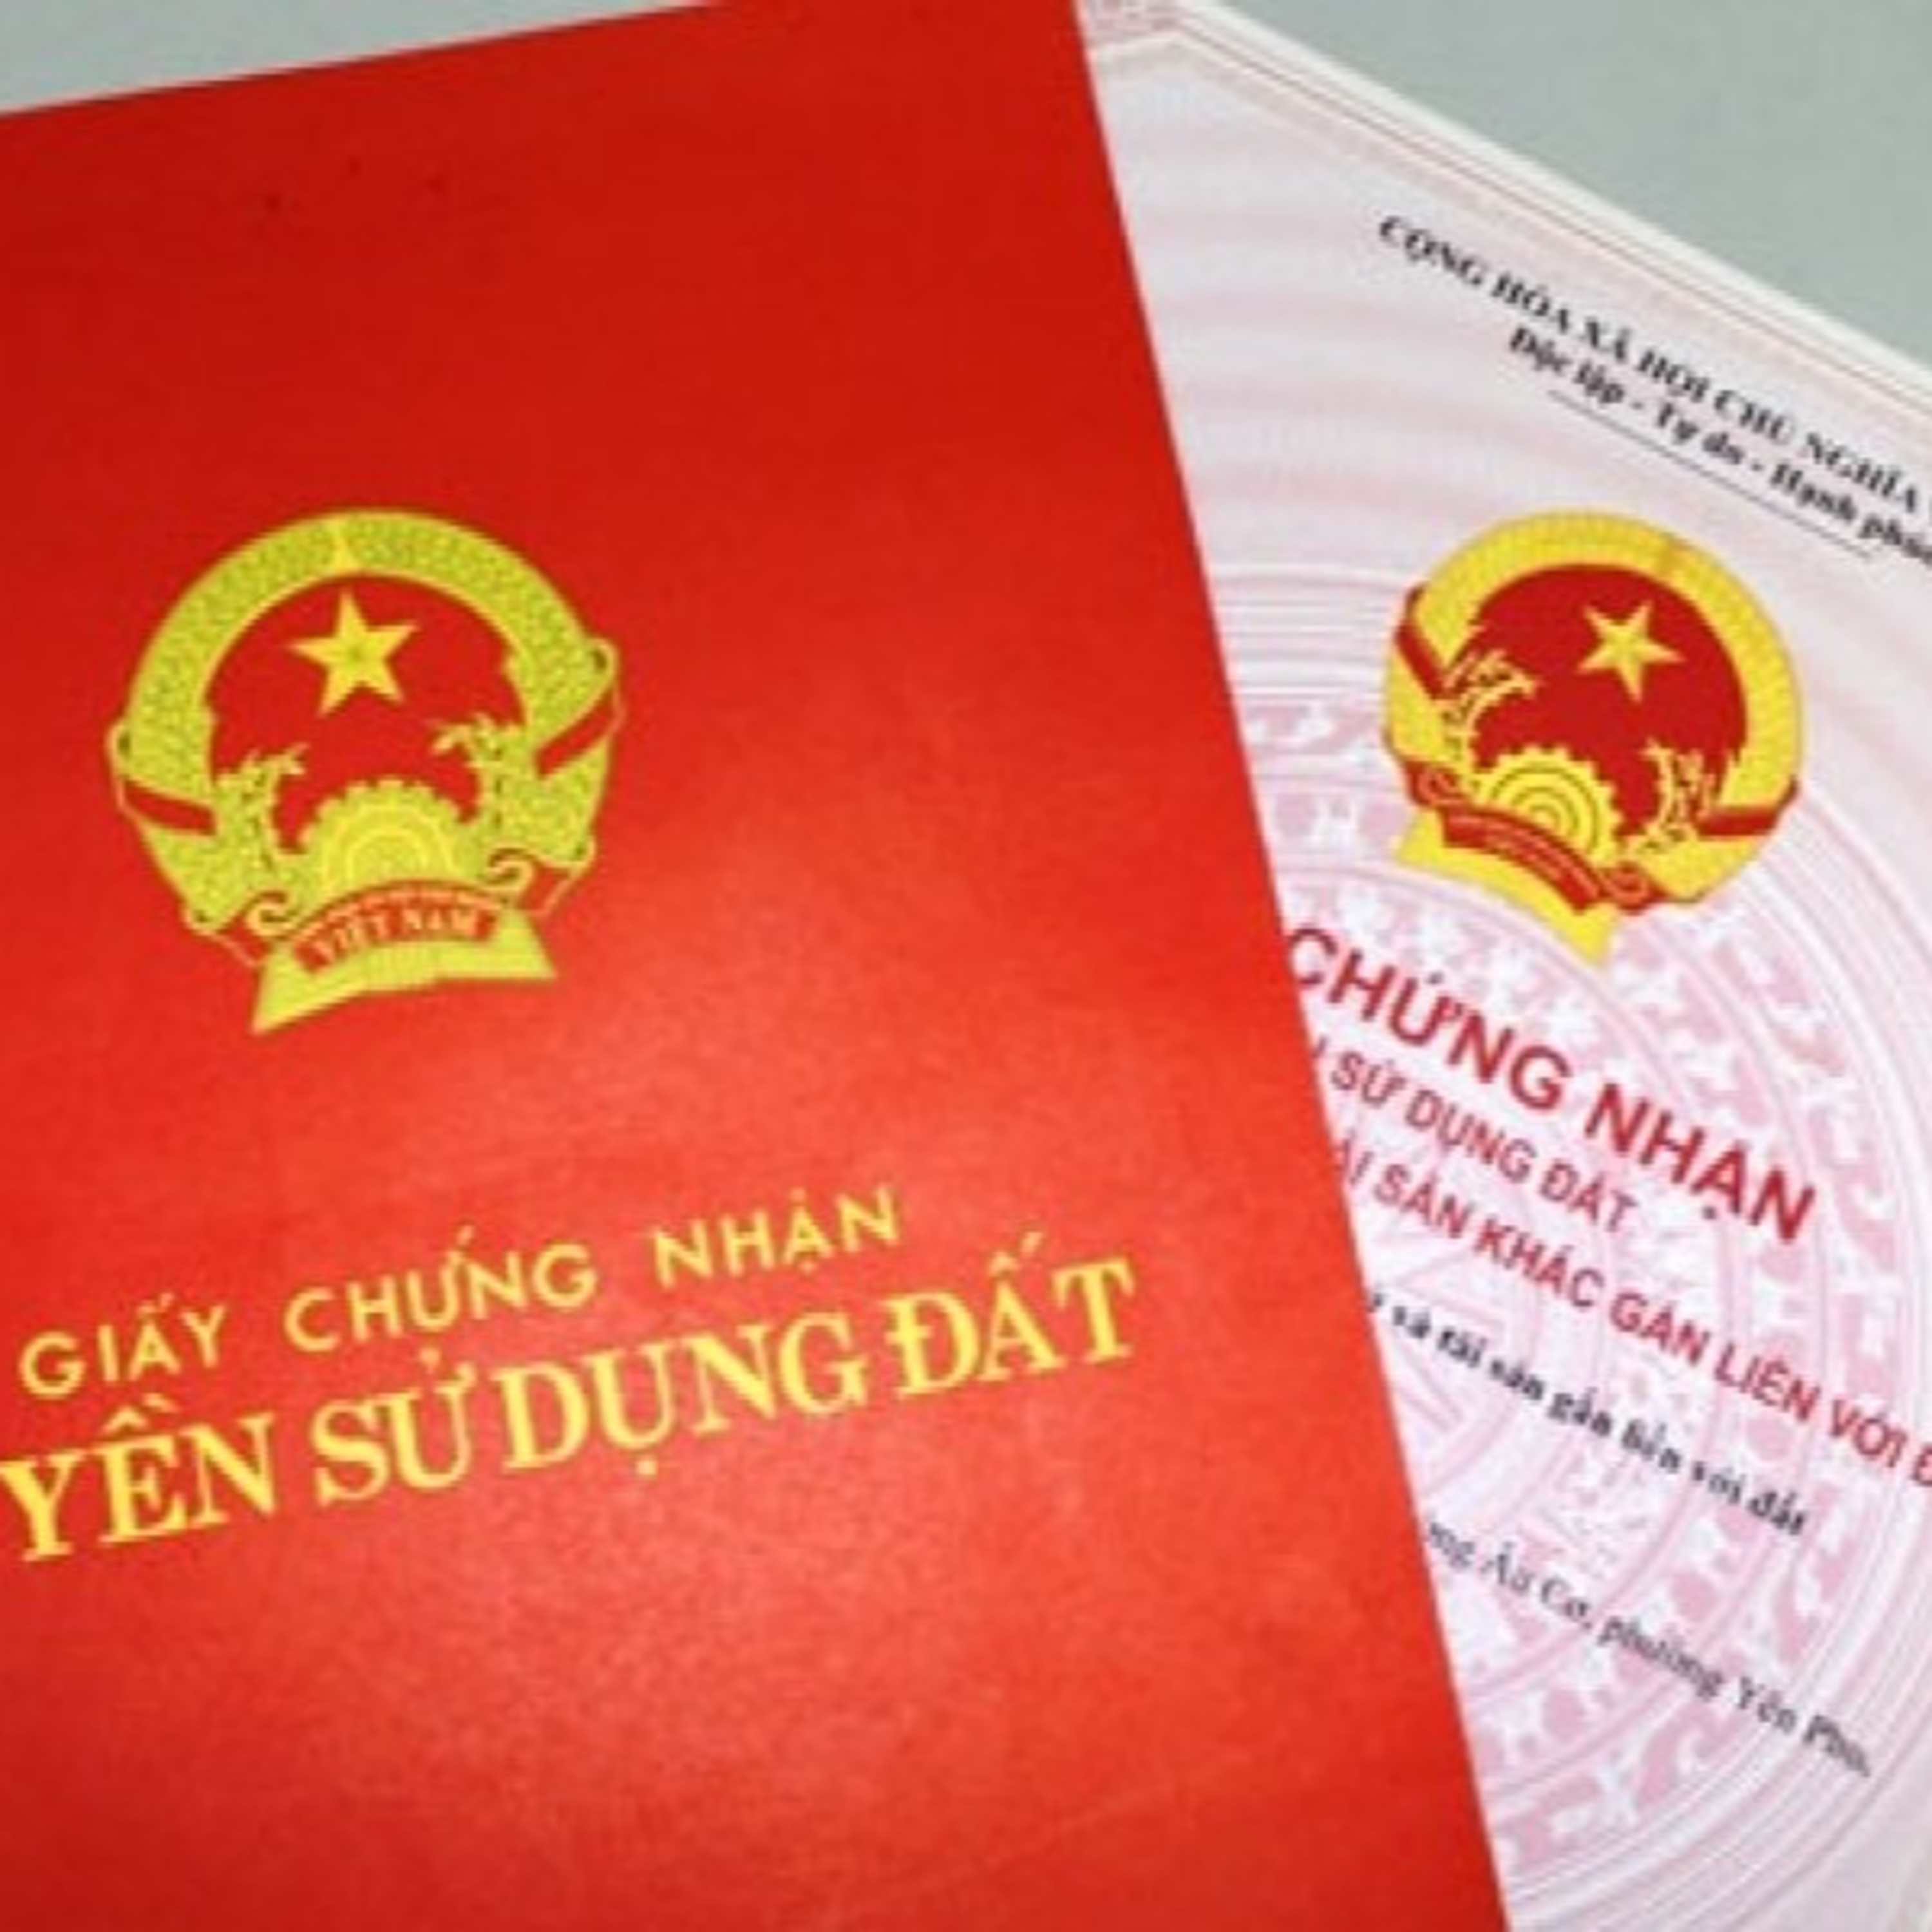 VIỆT NAM
GIẤY CHỨNG NHẬN
YỀN SỬ DỤNG ĐẤT
CỘNG HÒA XÃ HỘI CHỦ NGHĨA
Độc lập - Tự do - Hạnh phúc
CHỨNG NHẬN
SỬ DỤNG ĐẤT
SẢN KHÁC GẮN LIỀN VỚI Đ
và tài sản gắn liền với đất
Âu Cơ, phường Yên Phụ,